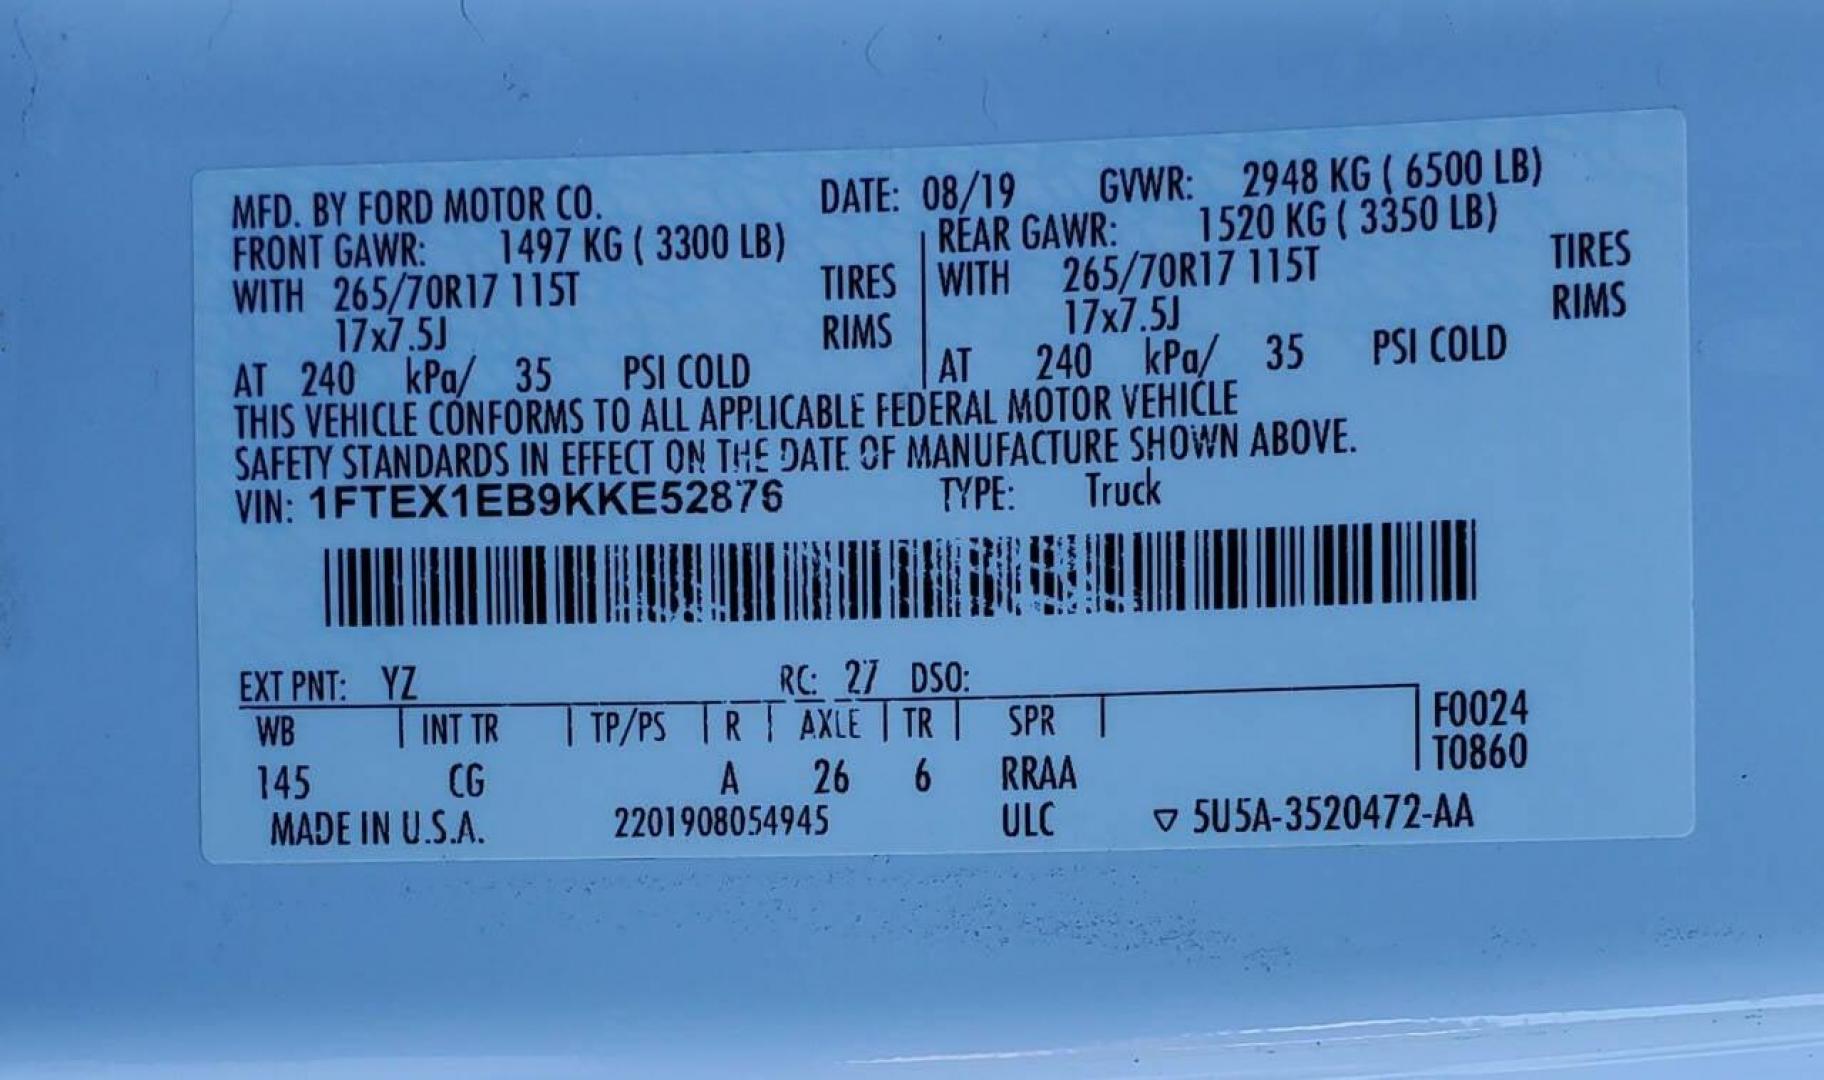 MFD. BY FORD MOTOR CO. DATE: 08/19 GVWR: 2948 KG ( 6500 LB)
FRONT GAWR: 1497 KG ( 3300 LB) REAR GAWR: 1520 KG ( 3350 LB)
WITH 265/70R17 115T TIRES WITH 265/70R17 115T TIRES
17x7.5J RIMS 17x7.5J RIMS
AT 240 kPa/ 35 PSI COLD AT 240 kPa/ 35 PSI COLD
THIS VEHICLE CONFORMS TO ALL APPLICABLE FEDERAL MOTOR VEHICLE
SAFETY STANDARDS IN EFFECT ON THE DATE OF MANUFACTURE SHOWN ABOVE.
VIN: 1FTEX1EB9KKE52876 TYPE: Truck
EXT PNT: YZ RC: 27 DSO:
WB INT TR TP/PS R AXLE TR SPR F0024
T0860
145 CG A 26 6 RRAA
MADE IN U.S.A. 2201908054945 ULC ▽ 5U5A-3520472-AA